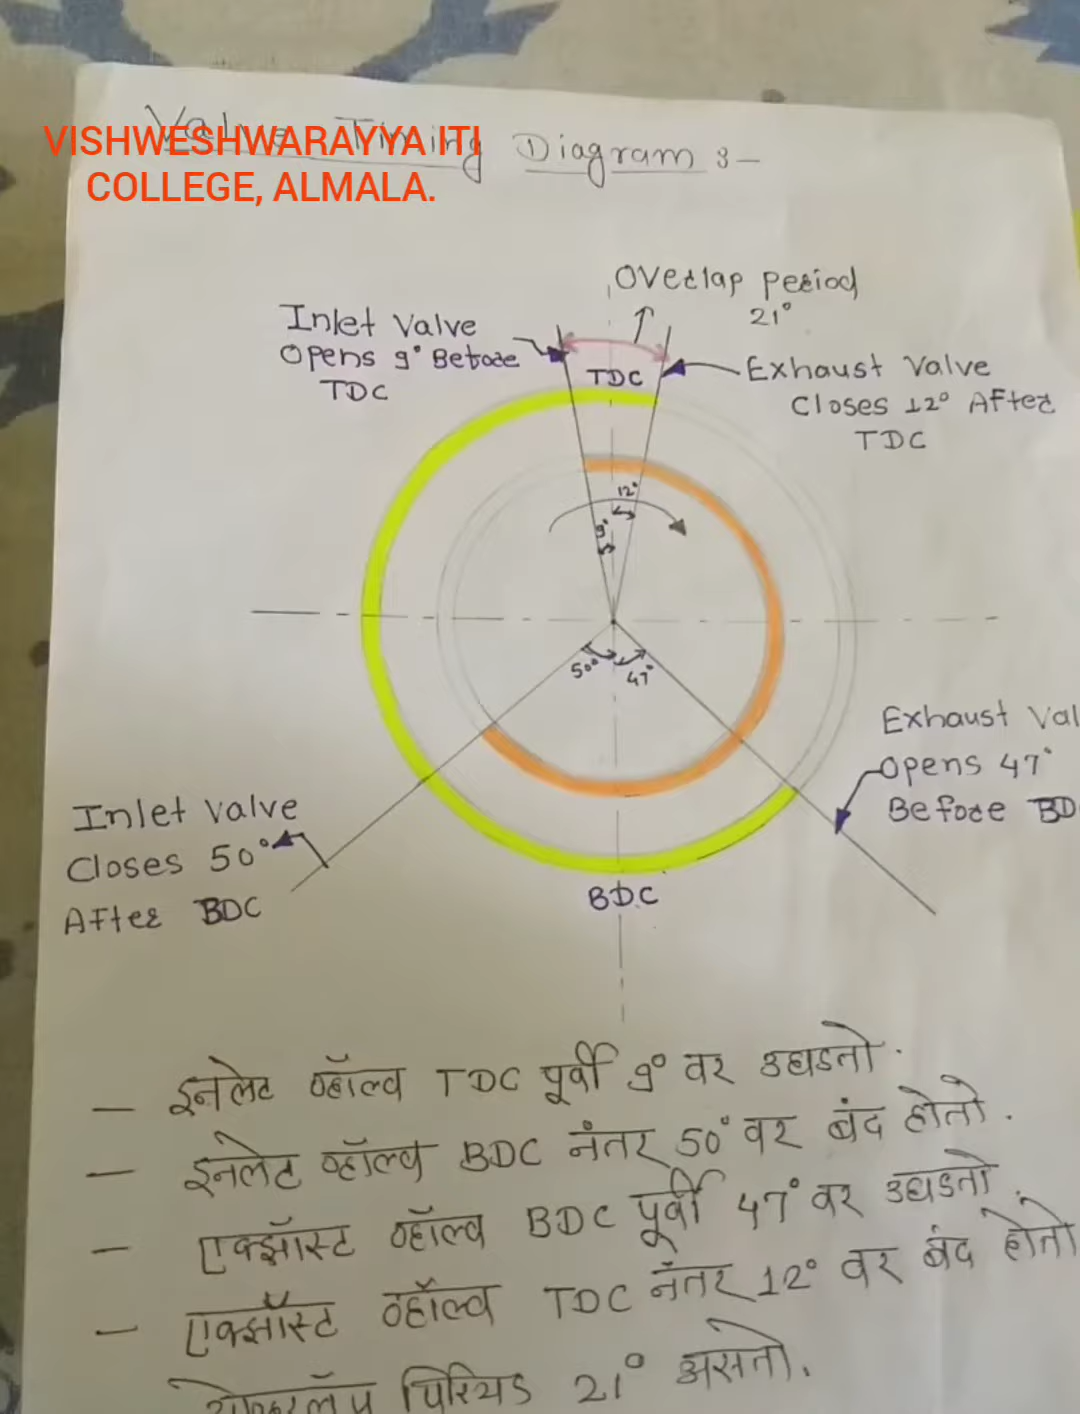 Valve Timing Diagram :-
VISHWESHWARAYYA ITI
COLLEGE, ALMALA.
Overlap period
21°
Inlet Valve
Opens 9° Before
TDC
TDC
Exhaust Valve
Closes 12° After
TDC
12°
9°
50°
47°
Exhaust Val
Opens 47°
Before BD
Inlet Valve
Closes 50°
After BDC
BDC
– इनलेट व्हॉल्व TDC पूर्वी 9° वर उघडतो.
– इनलेट व्हॉल्व BDC नंतर 50° वर बंद होतो.
– एक्झॉस्ट व्हॉल्व BDC पूर्वी 47° वर उघडतो.
– एक्झॉस्ट व्हॉल्व TDC नंतर 12° वर बंद होतो
पिरियड 21° असतो.